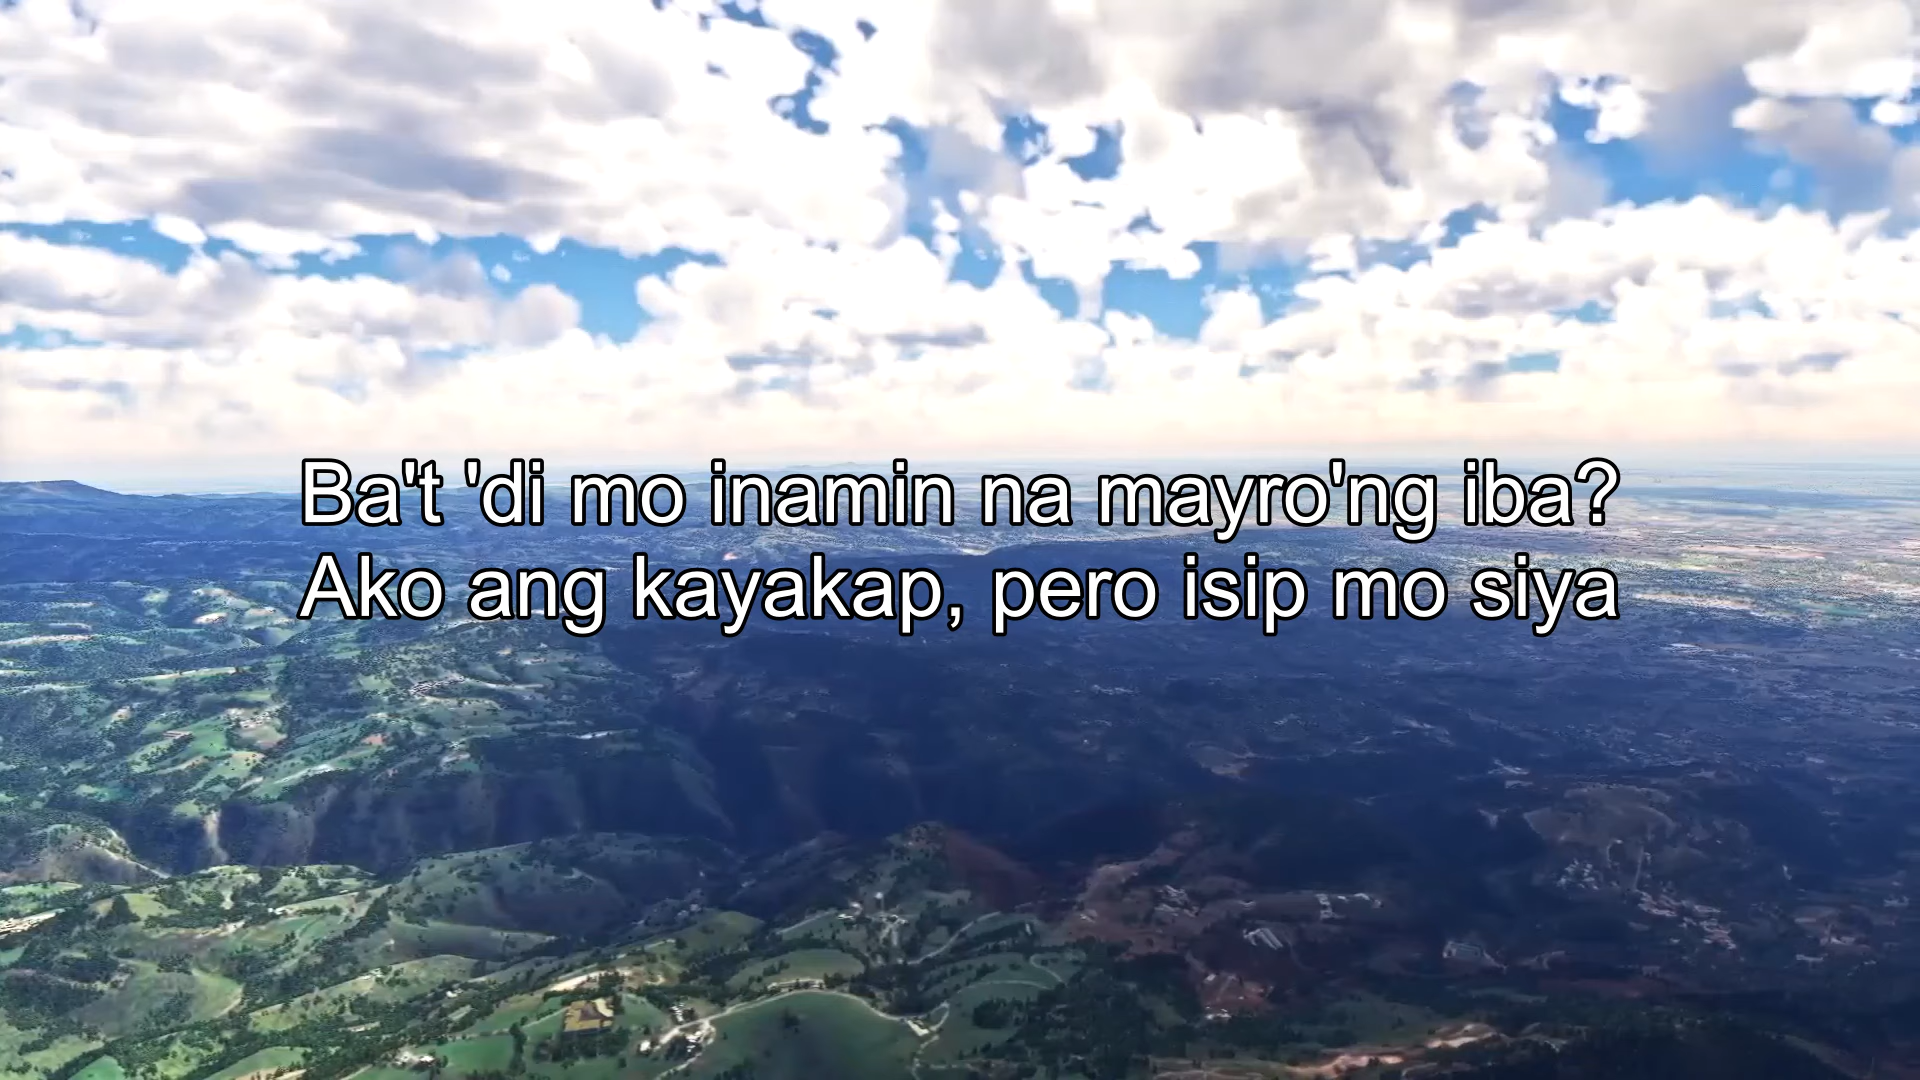 Ba't 'di mo inamin na mayro'ng iba?
Ako ang kayakap, pero isip mo siya